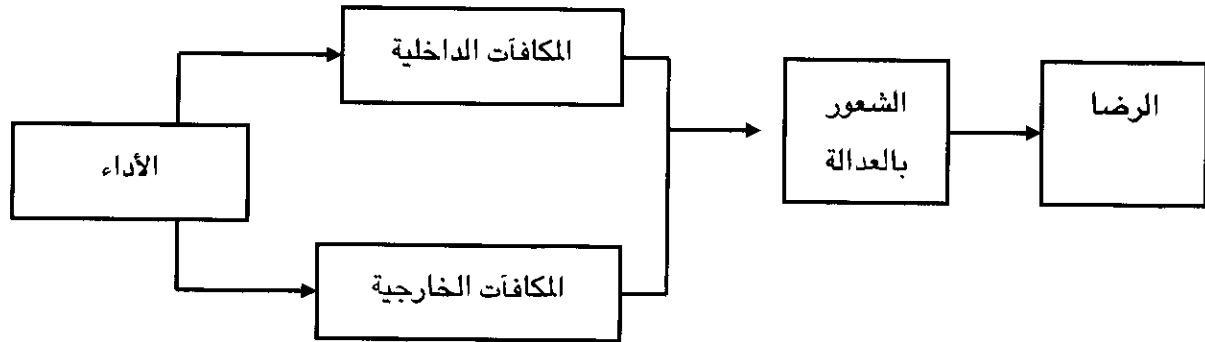 المكافآت الداخلية
الأداء
المكافآت الخارجية
الشعور
بالعدالة
الرضا